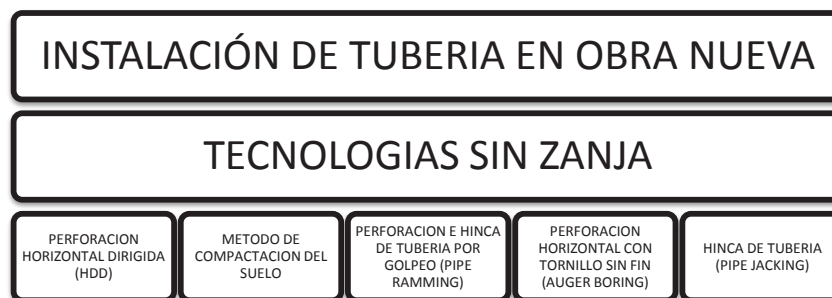 INSTALACIÓN DE TUBERIA EN OBRA NUEVA
TECNOLOGIAS SIN ZANJA
PERFORACION
HORIZONTAL DIRIGIDA
(HDD)
METODO DE
COMPACTACION DEL
SUELO
PERFORACION E HINCA
DE TUBERIA POR
GOLPEO (PIPE
RAMMING)
PERFORACION
HORIZONTAL CON
TORNILLO SIN FIN
(AUGER BORING)
HINCA DE TUBERIA
(PIPE JACKING)